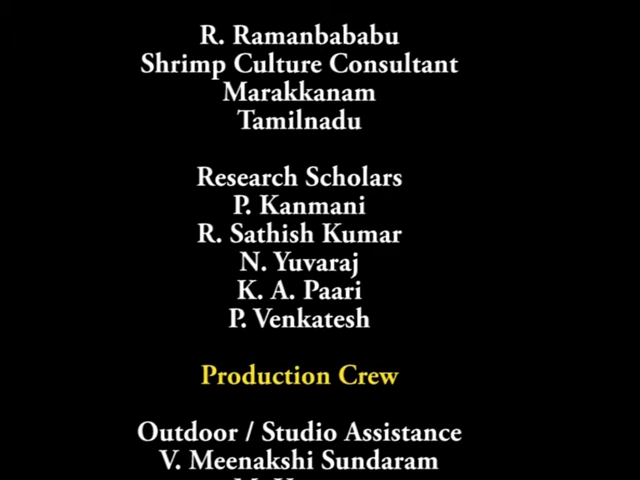 R. Ramanbababu
Shrimp Culture Consultant
Marakkanam
Tamilnadu
Research Scholars
P. Kanmani
R. Sathish Kumar
N. Yuvaraj
K. A. Paari
P. Venkatesh
Production Crew
Outdoor / Studio Assistance
V. Meenakshi Sundaram